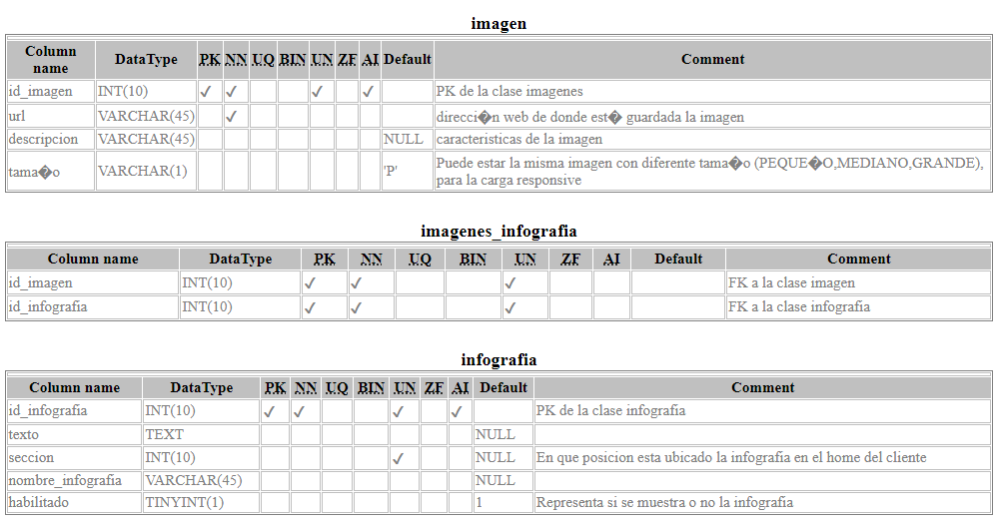 imagen
Column name DataType PK NN UQ BIN UN ZF AI Default Comment
id_imagen INT(10) ✓ ✓ ✓ ✓ PK de la clase imagenes
url VARCHAR(45) ✓ direcci�n web de donde est� guardada la imagen
descripcion VARCHAR(45) NULL caracteristicas de la imagen
tama�o VARCHAR(1) 'P' Puede estar la misma imagen con diferente tama�o (PEQUE�O,MEDIANO,GRANDE),
para la carga responsive
imagenes_infografia
Column name DataType PK NN UQ BIN UN ZF AI Default Comment
id_imagen INT(10) ✓ ✓ ✓ FK a la clase imagen
id_infografia INT(10) ✓ ✓ ✓ FK a la clase infografia
infografia
Column name DataType PK NN UQ BIN UN ZF AI Default Comment
id_infografia INT(10) ✓ ✓ ✓ ✓ PK de la clase infografia
texto TEXT NULL
seccion INT(10) ✓ NULL En que posicion esta ubicado la infografia en el home del cliente
nombre_infografia VARCHAR(45) NULL
habilitado TINYINT(1) 1 Representa si se muestra o no la infografia